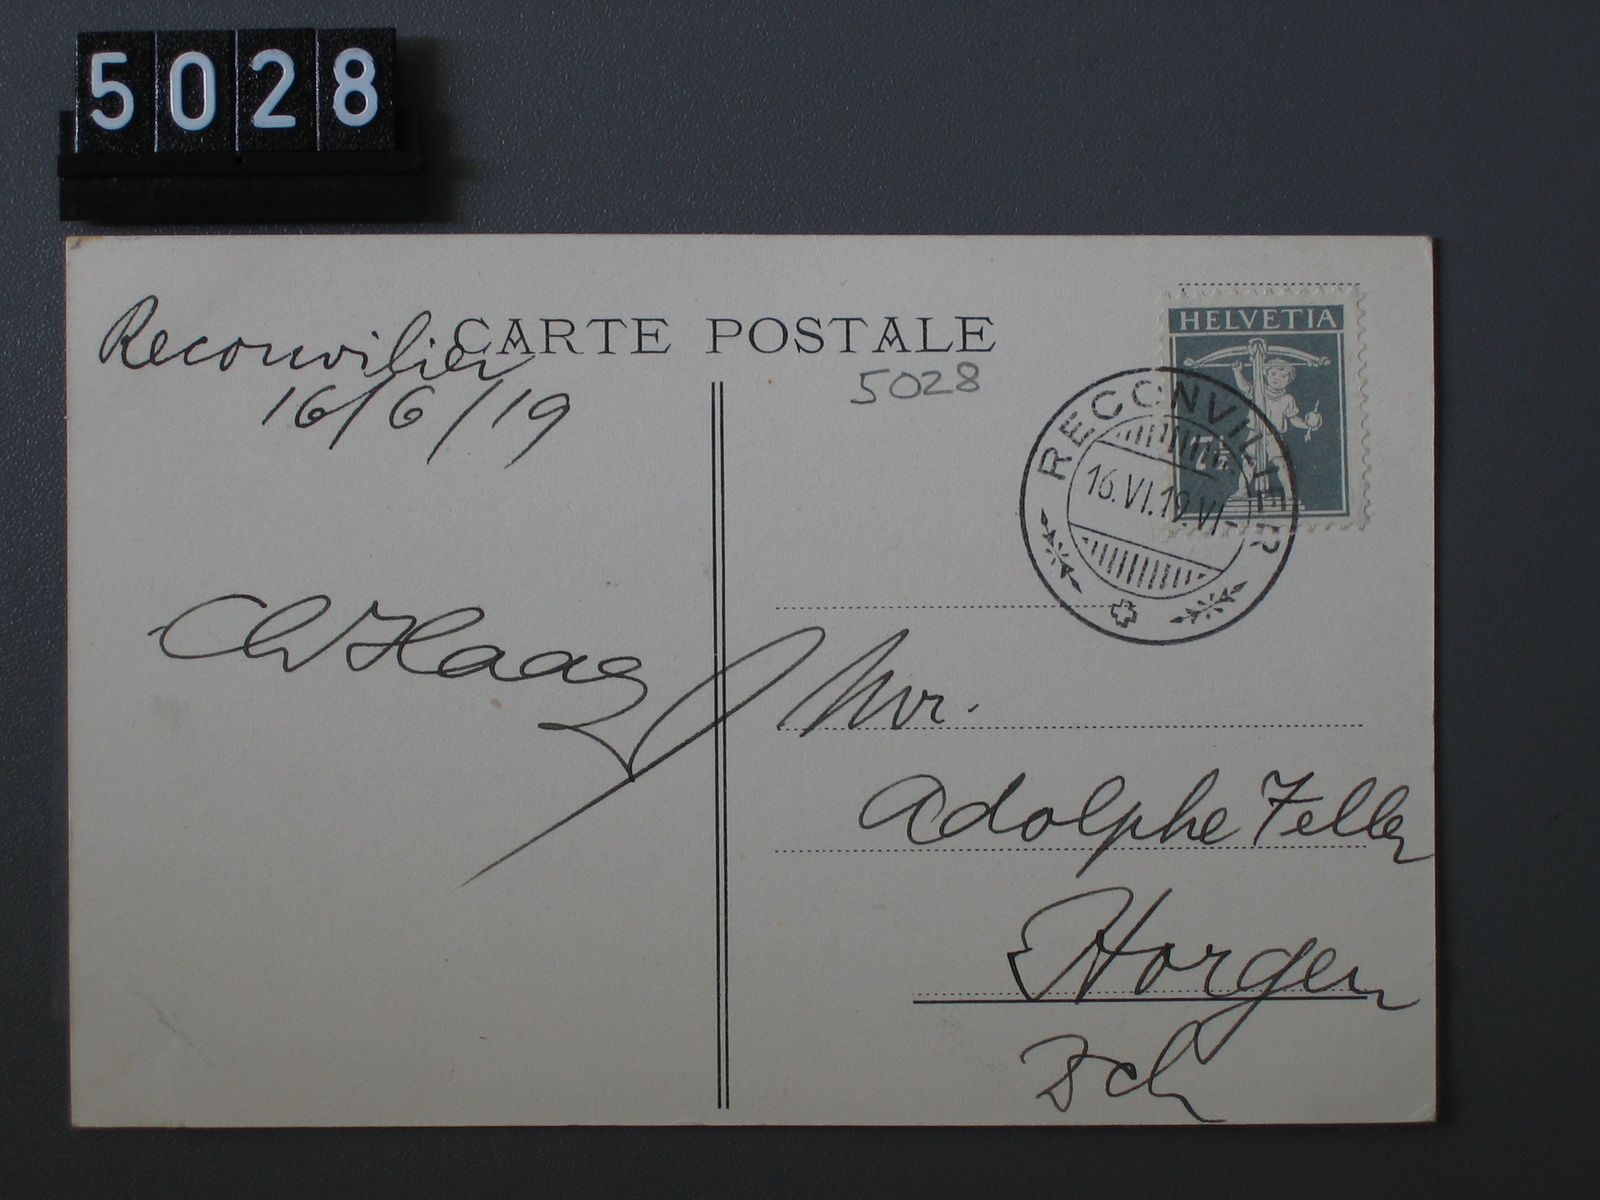 5028
Reconvilier
16/6/19
CARTE POSTALE
5028
HELVETIA
RECONVILIER
16.VI.19.VI-
Ch Haag
Mr.
Adolphe Feller
Horgen
Zch